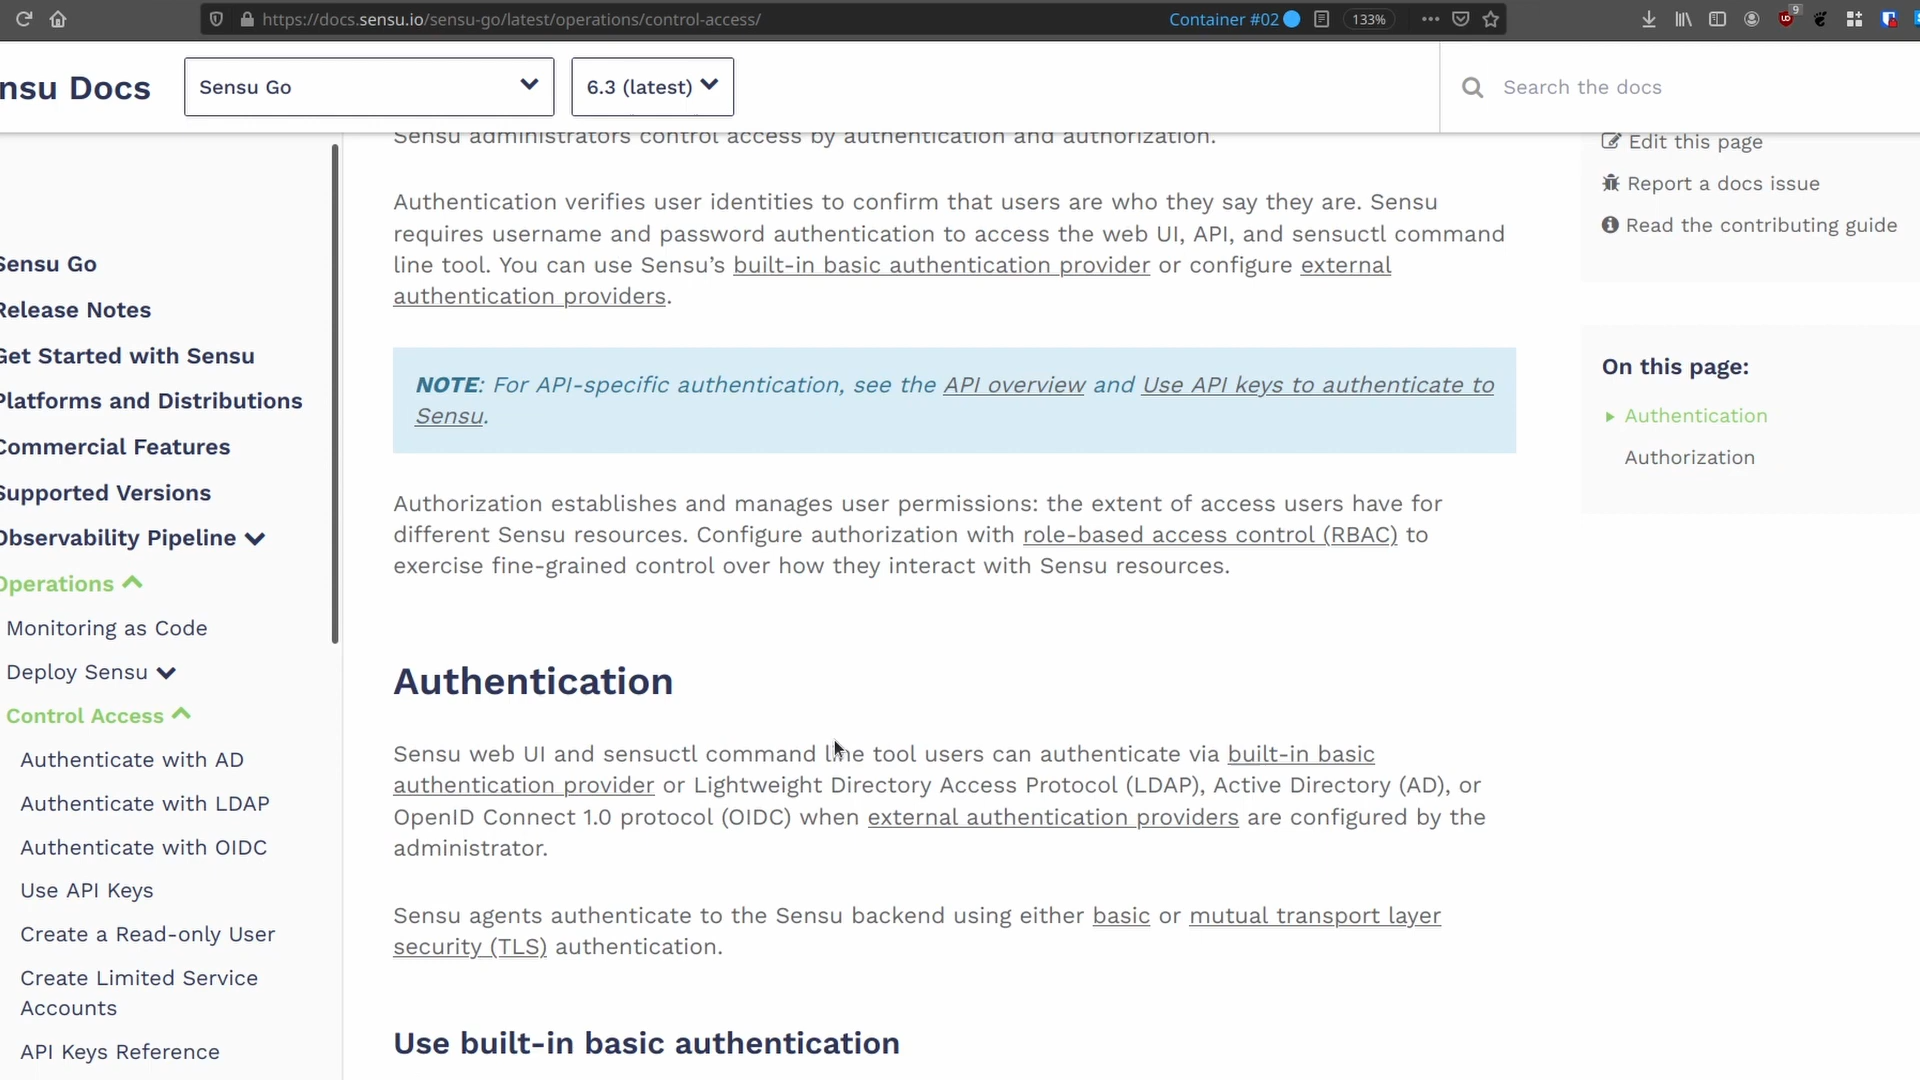 https://docs.sensu.io/sensu-go/latest/operations/control-access/
Container #02
133%
9
nsu Docs
Sensu Go
6.3 (latest)
Search the docs
Sensu administrators control access by authentication and authorization.
Edit this page
Report a docs issue
Read the contributing guide
Authentication verifies user identities to confirm that users are who they say they are. Sensu
requires username and password authentication to access the web UI, API, and sensuctl command
line tool. You can use Sensu’s built-in basic authentication provider or configure external
authentication providers.
NOTE: For API-specific authentication, see the API overview and Use API keys to authenticate to
Sensu.
Authorization establishes and manages user permissions: the extent of access users have for
different Sensu resources. Configure authorization with role-based access control (RBAC) to
exercise fine-grained control over how they interact with Sensu resources.
Authentication
Sensu web UI and sensuctl command line tool users can authenticate via built-in basic
authentication provider or Lightweight Directory Access Protocol (LDAP), Active Directory (AD), or
OpenID Connect 1.0 protocol (OIDC) when external authentication providers are configured by the
administrator.
Sensu agents authenticate to the Sensu backend using either basic or mutual transport layer
security (TLS) authentication.
Use built-in basic authentication
Sensu Go
Release Notes
Get Started with Sensu
Platforms and Distributions
Commercial Features
Supported Versions
Observability Pipeline
Operations
Monitoring as Code
Deploy Sensu
Control Access
Authenticate with AD
Authenticate with LDAP
Authenticate with OIDC
Use API Keys
Create a Read-only User
Create Limited Service
Accounts
API Keys Reference
On this page:
Authentication
Authorization